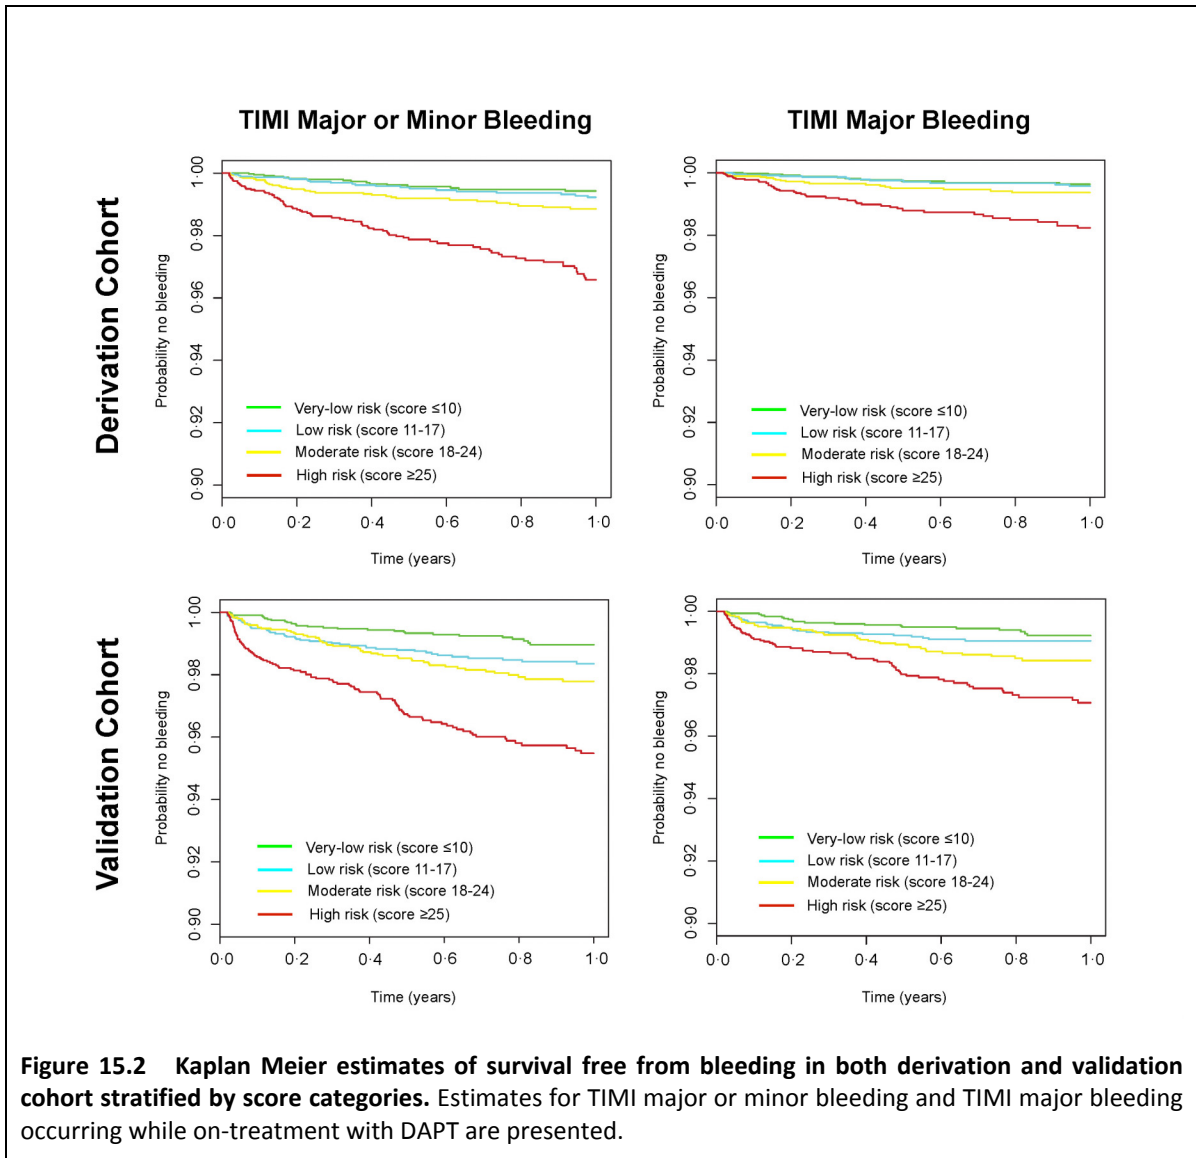 TIMI Major or Minor Bleeding
TIMI Major Bleeding
Derivation Cohort
Probability no bleeding
1·00
0·98
0·96
0·94
0·92
0·90
Very-low risk (score ≤10)
Low risk (score 11-17)
Moderate risk (score 18-24)
High risk (score ≥25)
0·0 0·2 0·4 0·6 0·8 1·0
Time (years)
Probability no bleeding
1·00
0·98
0·96
0·94
0·92
0·90
Very-low risk (score ≤10)
Low risk (score 11-17)
Moderate risk (score 18-24)
High risk (score ≥25)
0·0 0·2 0·4 0·6 0·8 1·0
Time (years)
Validation Cohort
Probability no bleeding
1·00
0·98
0·96
0·94
0·92
0·90
Very-low risk (score ≤10)
Low risk (score 11-17)
Moderate risk (score 18-24)
High risk (score ≥25)
0·0 0·2 0·4 0·6 0·8 1·0
Time (years)
Probability no bleeding
1·00
0·98
0·96
0·94
0·92
0·90
Very-low risk (score ≤10)
Low risk (score 11-17)
Moderate risk (score 18-24)
High risk (score ≥25)
0·0 0·2 0·4 0·6 0·8 1·0
Time (years)
Figure 15.2 Kaplan Meier estimates of survival free from bleeding in both derivation and validation
cohort stratified by score categories. Estimates for TIMI major or minor bleeding and TIMI major bleeding
occurring while on-treatment with DAPT are presented.